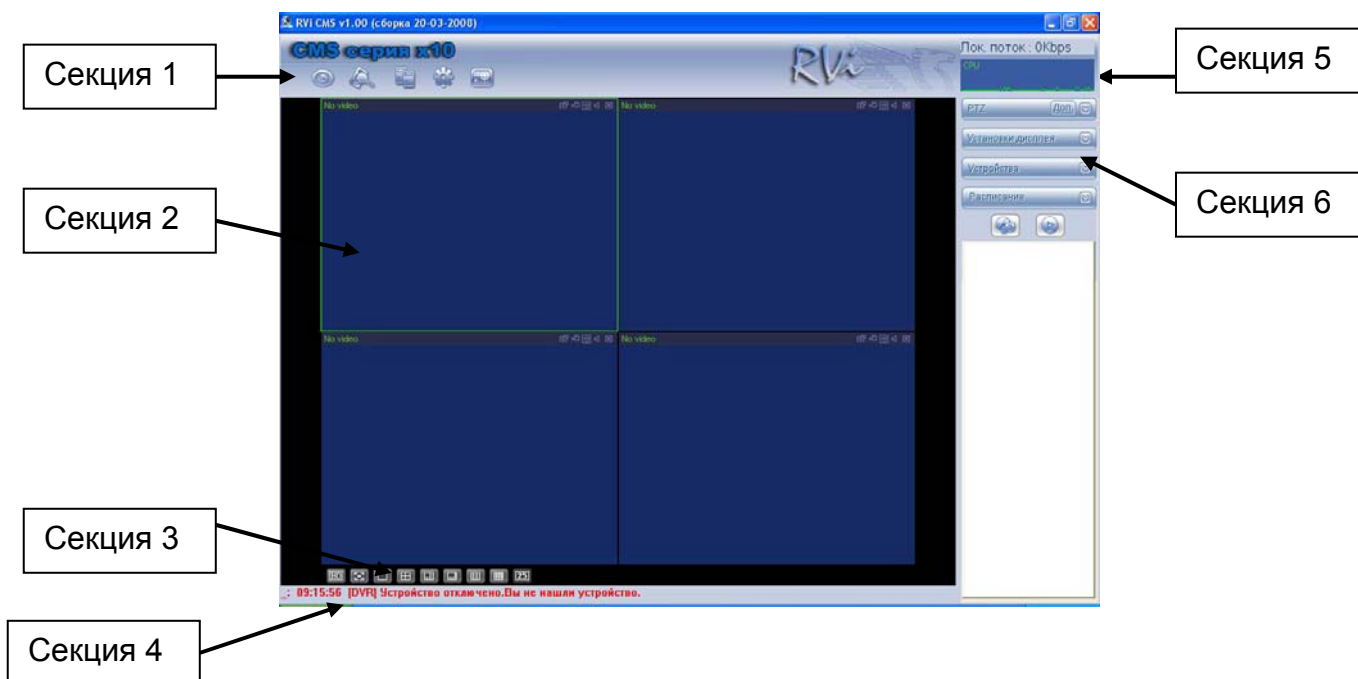 RVi CMS v1.00 (сборка 20-03-2008)
CMS серия x10
RVi
Лок. поток : 0Kbps
CPU
Секция 1
Секция 5
No video
No video
PTZ
Доп.
Установки дисплея
Устройства
Расписание
Секция 2
Секция 6
No video
No video
Секция 3
25
_: 09:15:56 [DVR] Устройство отключено.Вы не нашли устройство.
Секция 4